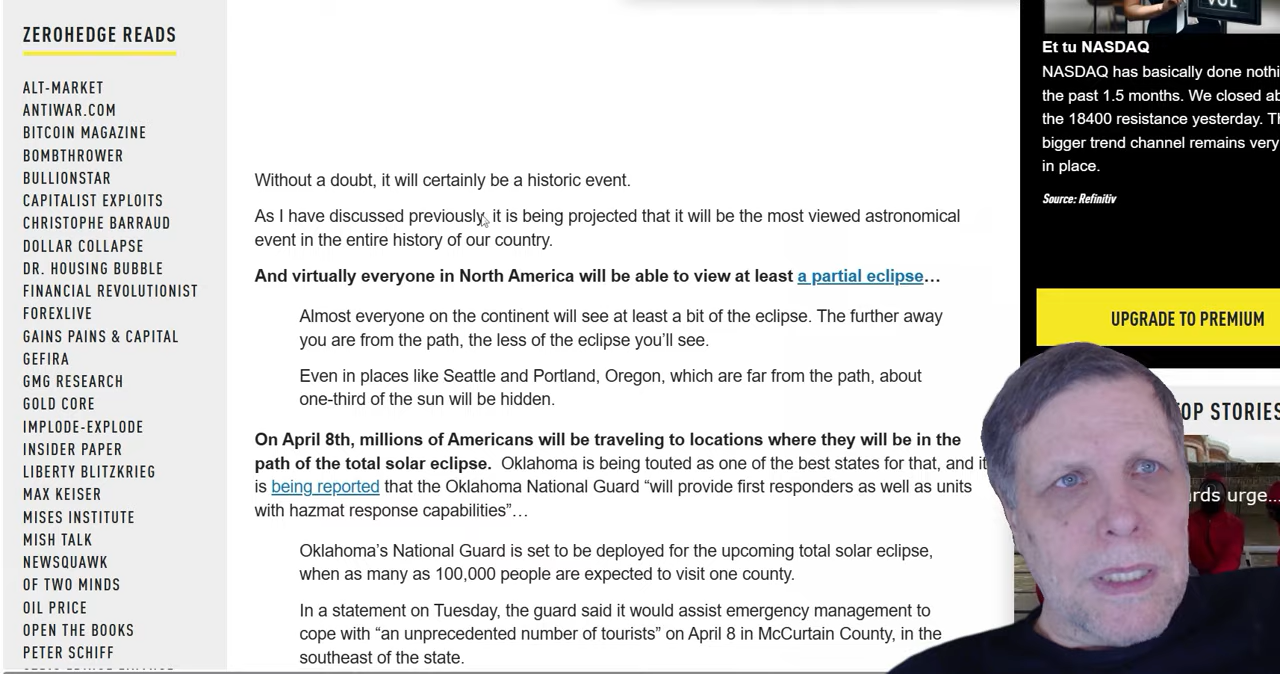 ZEROHEDGE READS
ALT-MARKET
ANTIWAR.COM
BITCOIN MAGAZINE
BOMBTHROWER
BULLIONSTAR
CAPITALIST EXPLOITS
CHRISTOPHE BARRAUD
DOLLAR COLLAPSE
DR. HOUSING BUBBLE
FINANCIAL REVOLUTIONIST
FOREXLIVE
GAINS PAINS & CAPITAL
GEFIRA
GMG RESEARCH
GOLD CORE
IMPLODE-EXPLODE
INSIDER PAPER
LIBERTY BLITZKRIEG
MAX KEISER
MISES INSTITUTE
MISH TALK
NEWSQUAWK
OF TWO MINDS
OIL PRICE
OPEN THE BOOKS
PETER SCHIFF
Without a doubt, it will certainly be a historic event.
As I have discussed previously, it is being projected that it will be the most viewed astronomical
event in the entire history of our country.
And virtually everyone in North America will be able to view at least a partial eclipse…
Almost everyone on the continent will see at least a bit of the eclipse. The further away
you are from the path, the less of the eclipse you’ll see.
Even in places like Seattle and Portland, Oregon, which are far from the path, about
one-third of the sun will be hidden.
On April 8th, millions of Americans will be traveling to locations where they will be in the
path of the total solar eclipse.  Oklahoma is being touted as one of the best states for that, and it
is being reported that the Oklahoma National Guard “will provide first responders as well as units
with hazmat response capabilities”…
Oklahoma’s National Guard is set to be deployed for the upcoming total solar eclipse,
when as many as 100,000 people are expected to visit one county.
In a statement on Tuesday, the guard said it would assist emergency management to
cope with “an unprecedented number of tourists” on April 8 in McCurtain County, in the
southeast of the state.
VOL
Et tu NASDAQ
NASDAQ has basically done nothi
the past 1.5 months. We closed ab
the 18400 resistance yesterday. Th
bigger trend channel remains very
in place.
Source: Refinitiv
UPGRADE TO PREMIUM
OP STORIES
rds urge...